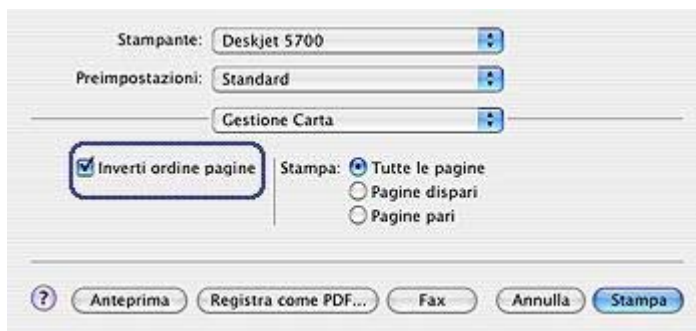 Stampante: Deskjet 5700
Preimpostazioni: Standard
Gestione Carta
Inverti ordine pagine Stampa: Tutte le pagine
Pagine dispari
Pagine pari
? Anteprima Registra come PDF... Fax Annulla Stampa